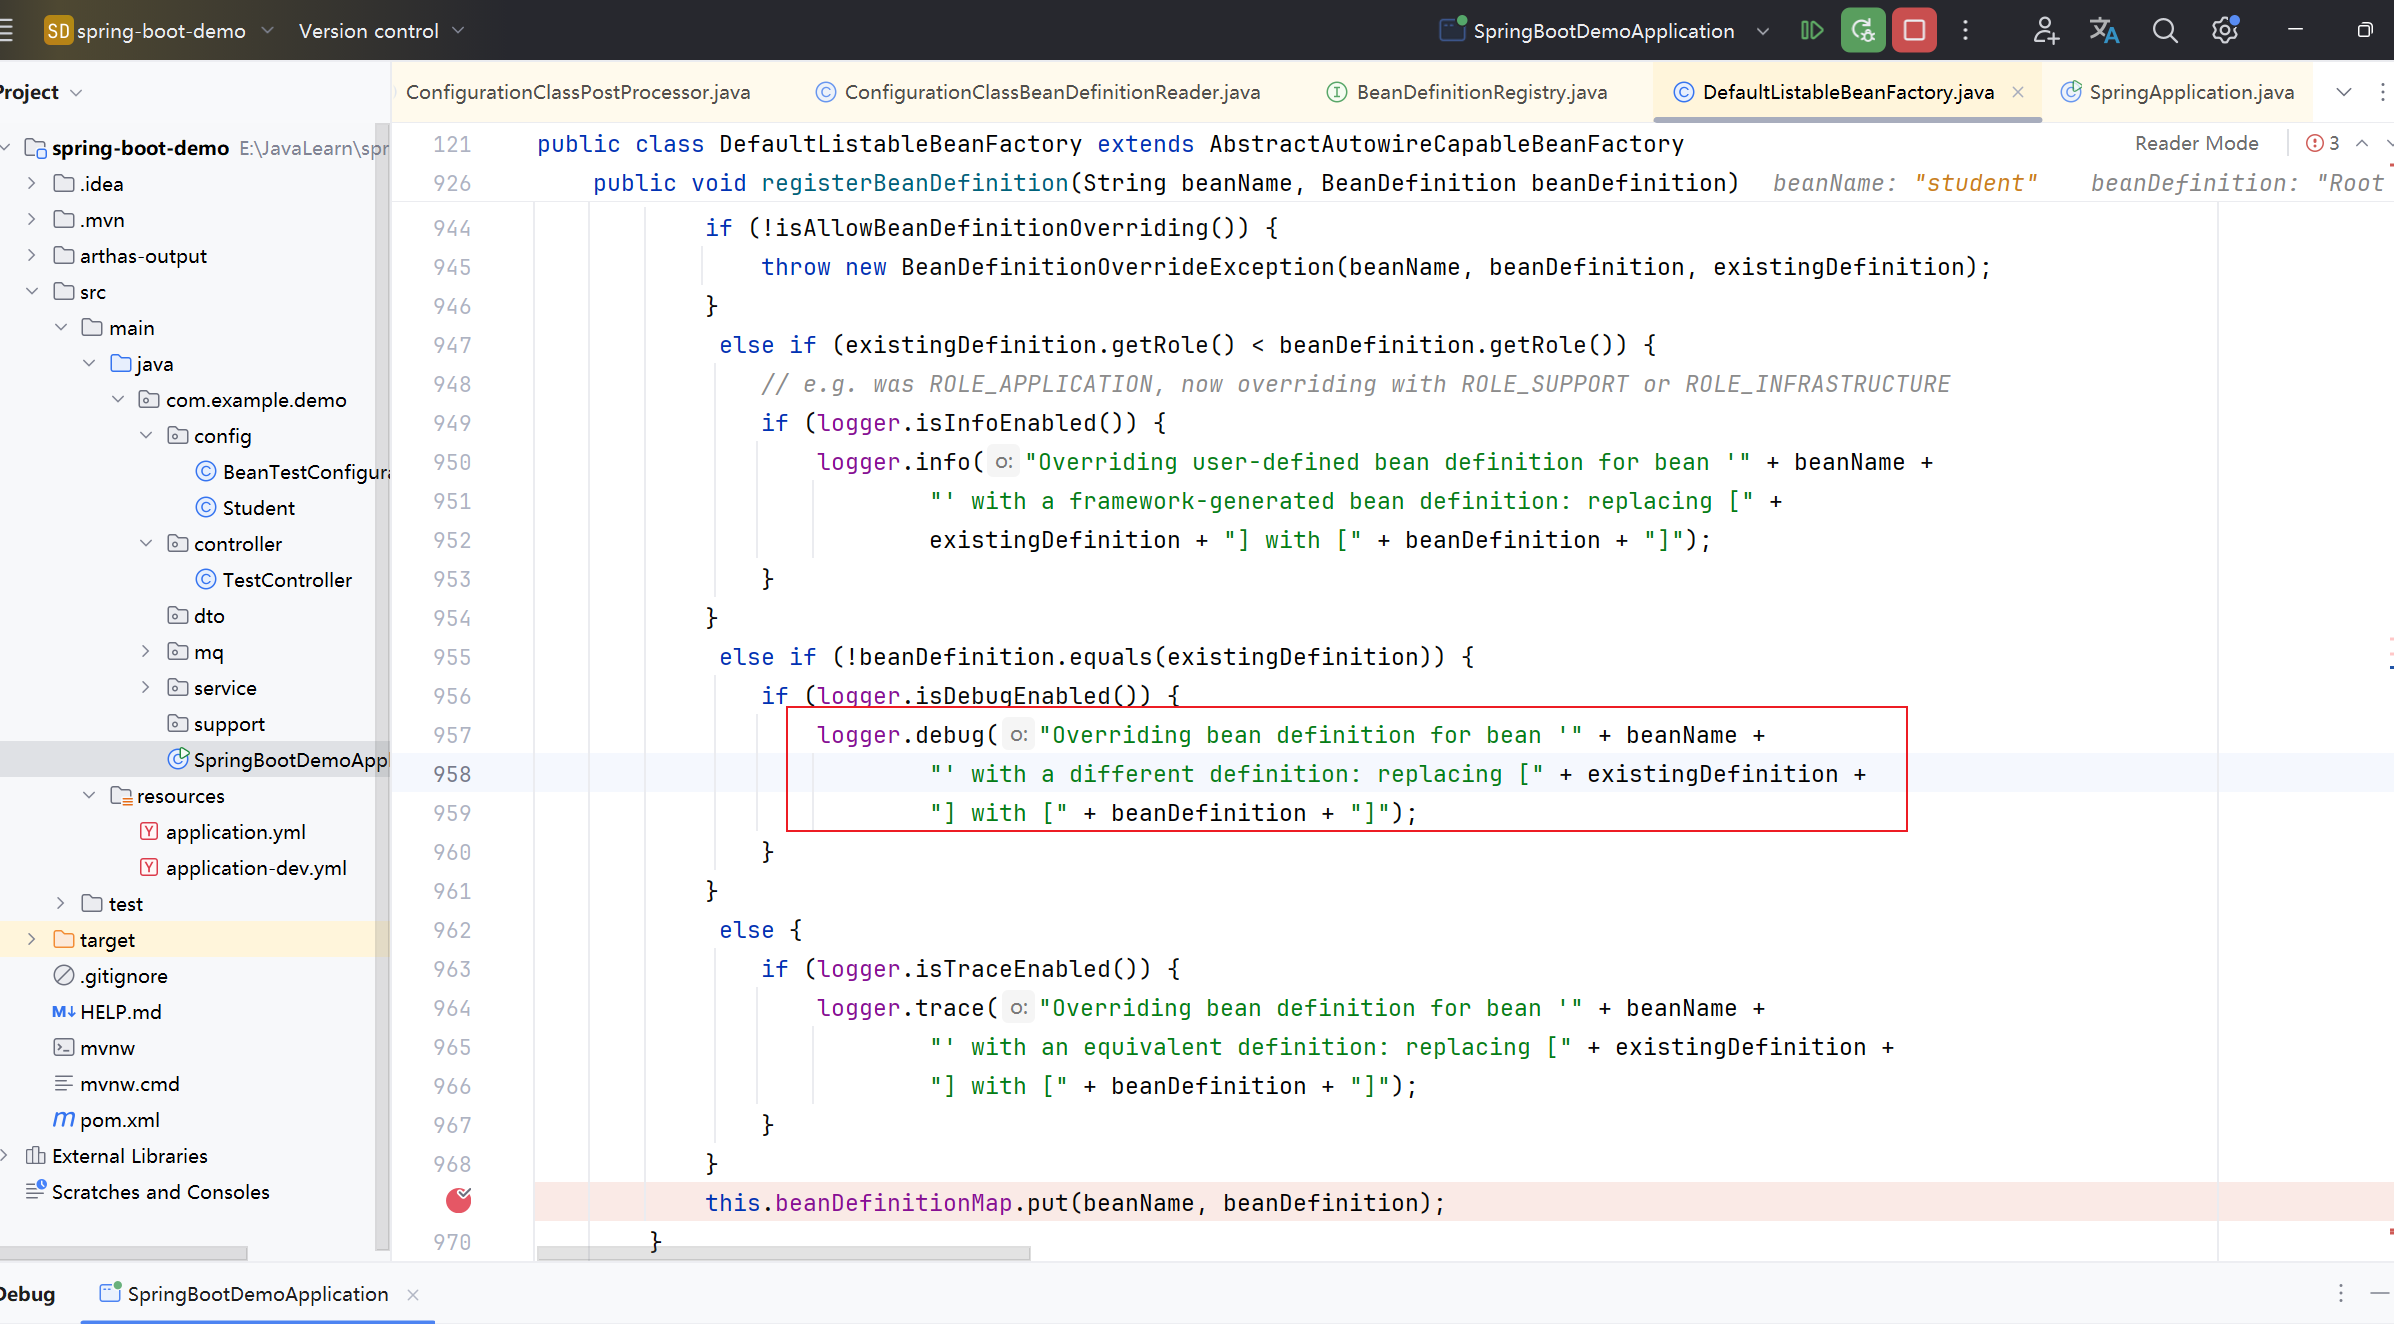 SD spring-boot-demo Version control SpringBootDemoApplication
Project
ConfigurationClassPostProcessor.java ConfigurationClassBeanDefinitionReader.java BeanDefinitionRegistry.java DefaultListableBeanFactory.java SpringApplication.java
spring-boot-demo E:\JavaLearn\spr
.idea
.mvn
arthas-output
src
main
java
com.example.demo
config
BeanTestConfigura
Student
controller
TestController
dto
mq
service
support
SpringBootDemoApp
resources
application.yml
application-dev.yml
test
target
.gitignore
HELP.md
mvnw
mvnw.cmd
pom.xml
External Libraries
Scratches and Consoles
Reader Mode 3
121 public class DefaultListableBeanFactory extends AbstractAutowireCapableBeanFactory
926 public void registerBeanDefinition(String beanName, BeanDefinition beanDefinition) beanName: "student" beanDefinition: "Root
944 if (!isAllowBeanDefinitionOverriding()) {
945 throw new BeanDefinitionOverrideException(beanName, beanDefinition, existingDefinition);
946 }
947 else if (existingDefinition.getRole() < beanDefinition.getRole()) {
948 // e.g. was ROLE_APPLICATION, now overriding with ROLE_SUPPORT or ROLE_INFRASTRUCTURE
949 if (logger.isInfoEnabled()) {
950 logger.info( o: "Overriding user-defined bean definition for bean '" + beanName +
951 "' with a framework-generated bean definition: replacing [" +
952 existingDefinition + "] with [" + beanDefinition + "]");
953 }
954 }
955 else if (!beanDefinition.equals(existingDefinition)) {
956 if (logger.isDebugEnabled()) {
957 logger.debug( o: "Overriding bean definition for bean '" + beanName +
958 "' with a different definition: replacing [" + existingDefinition +
959 "] with [" + beanDefinition + "]");
960 }
961 }
962 else {
963 if (logger.isTraceEnabled()) {
964 logger.trace( o: "Overriding bean definition for bean '" + beanName +
965 "' with an equivalent definition: replacing [" + existingDefinition +
966 "] with [" + beanDefinition + "]");
967 }
968 }
this.beanDefinitionMap.put(beanName, beanDefinition);
970 }
Debug SpringBootDemoApplication